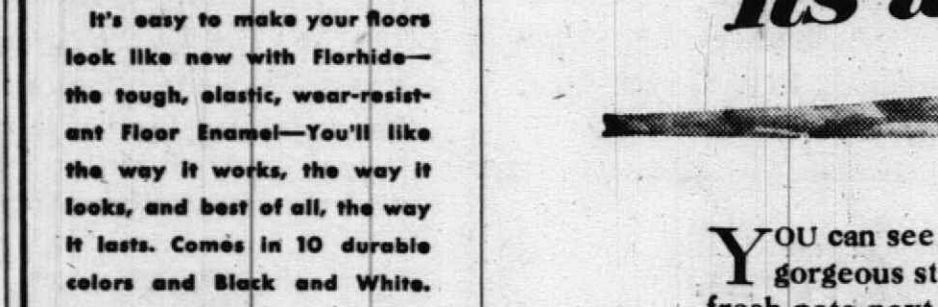 It's easy to make your floors
look like new with Florhide—
the tough, elastic, wear-resist-
ant Floor Enamel—You'll like
the way it works, the way it
looks, and best of all, the way
it lasts. Comes in 10 durable
colors and Black and White.
YOU can see
gorgeous st